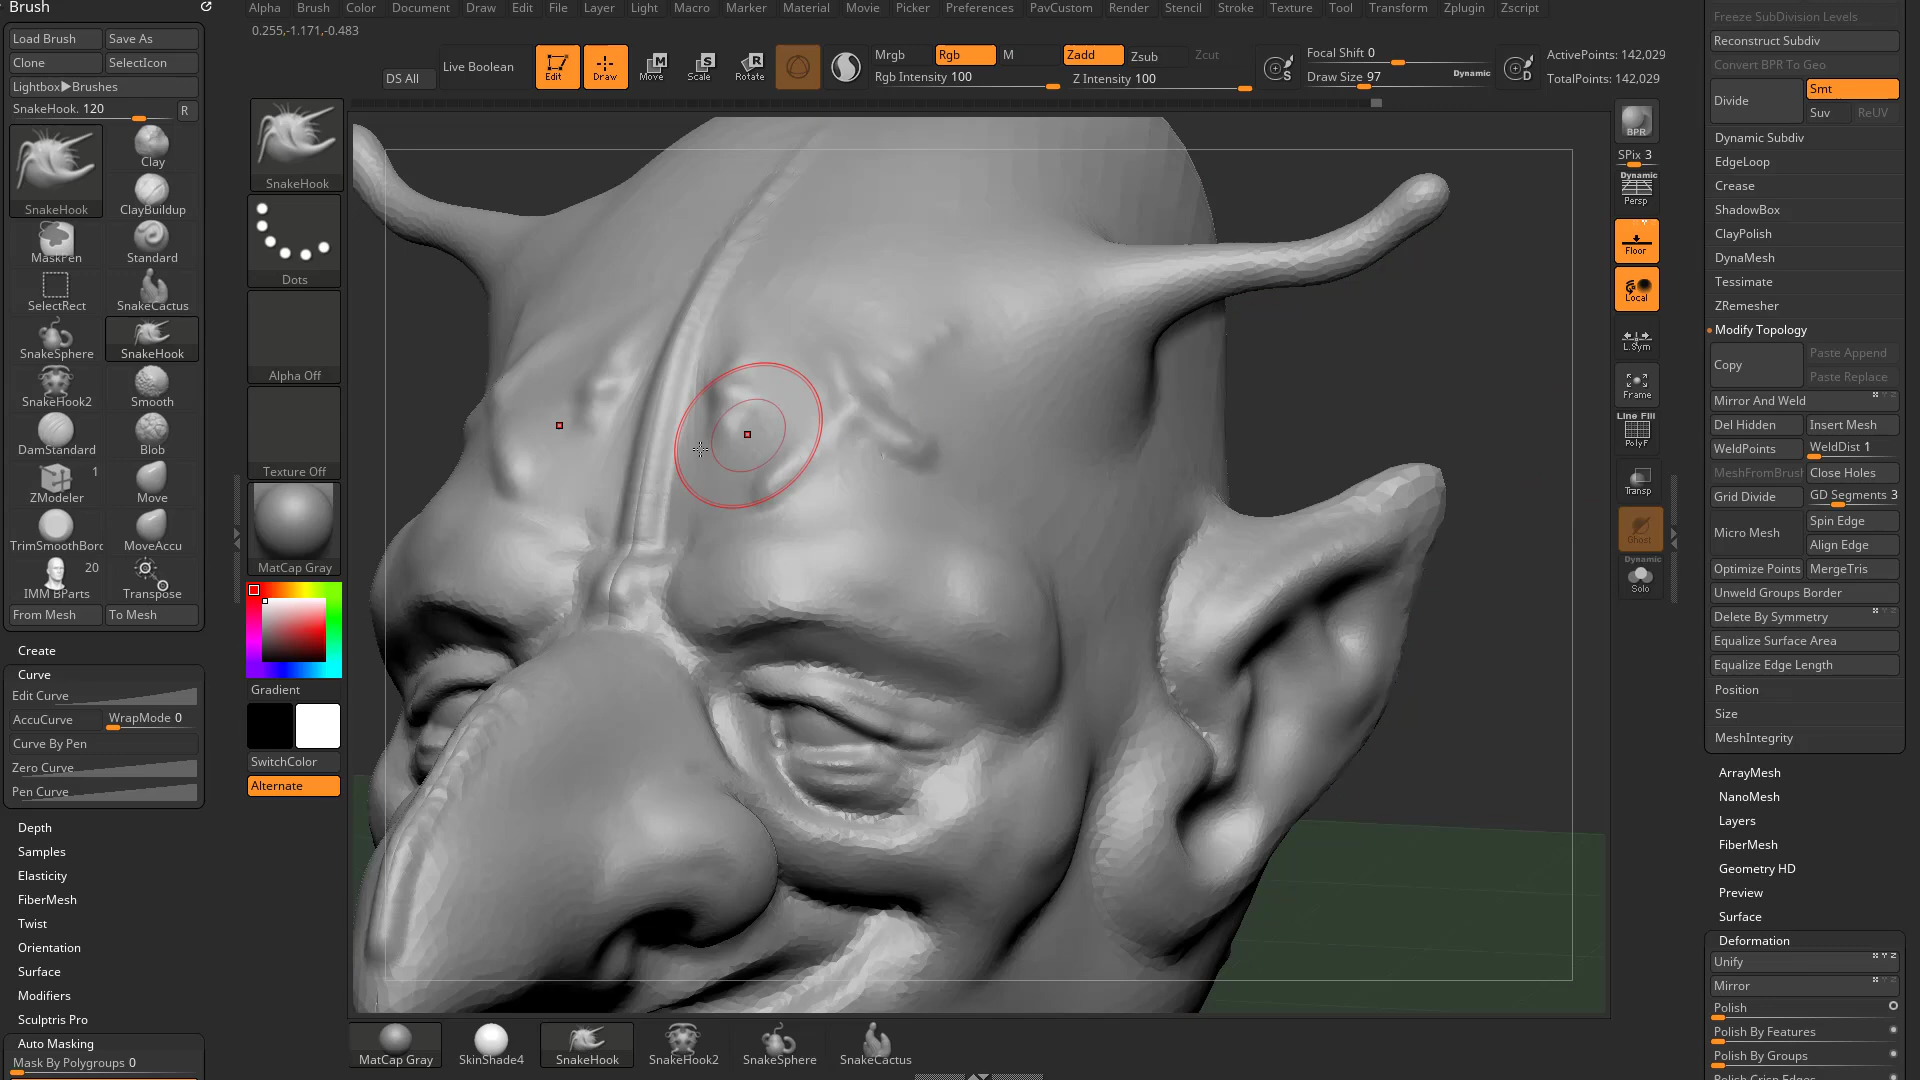 Brush
Alpha Brush Color Document Draw Edit File Layer Light Macro Marker Material Movie Picker Preferences PavCustom Render Stencil Stroke Texture Tool Transform Zplugin Zscript
0.255,-1.171,-0.483
Load Brush Save As
Clone SelectIcon
Lightbox▶Brushes
SnakeHook. 120 R
SnakeHook
Clay
ClayBuildup
MaskPen Standard
SelectRect SnakeCactus
SnakeSphere SnakeHook
SnakeHook2 Smooth
DamStandard Blob
1
ZModeler Move
TrimSmoothBord MoveAccu
20
IMM BParts Transpose
From Mesh To Mesh
Create
Curve
Edit Curve
AccuCurve WrapMode 0
Curve By Pen
Zero Curve
Pen Curve
Depth
Samples
Elasticity
FiberMesh
Twist
Orientation
Surface
Modifiers
Sculptris Pro
Auto Masking
Mask By Polygroups 0
DS All
Live Boolean
Edit Draw Move Scale Rotate
Mrgb Rgb M
Rgb Intensity 100
Zadd Zsub Zcut
Z Intensity 100
S
Focal Shift 0
Draw Size 97 Dynamic
D
ActivePoints: 142,029
TotalPoints: 142,029
SnakeHook
Dots
Alpha Off
Texture Off
MatCap Gray
Gradient
SwitchColor
Alternate
MatCap Gray SkinShade4 SnakeHook SnakeHook2 SnakeSphere SnakeCactus
BPR
SPix 3
Dynamic
Persp
Floor
Local
L.Sym
Frame
Line Fill
PolyF
Transp
Ghost
Dynamic
Solo
Freeze SubDivision Levels
Reconstruct Subdiv
Convert BPR To Geo
Divide Smt
Suv ReUV
Dynamic Subdiv
EdgeLoop
Crease
ShadowBox
ClayPolish
DynaMesh
Tessimate
ZRemesher
Modify Topology
Copy Paste Append
Paste Replace
Mirror And Weld
Del Hidden Insert Mesh
WeldPoints WeldDist 1
MeshFromBrush Close Holes
Grid Divide GD Segments 3
Micro Mesh Spin Edge
Align Edge
Optimize Points MergeTris
Unweld Groups Border
Delete By Symmetry
Equalize Surface Area
Equalize Edge Length
Position
Size
MeshIntegrity
ArrayMesh
NanoMesh
Layers
FiberMesh
Geometry HD
Preview
Surface
Deformation
Unify
Mirror
Polish
Polish By Features
Polish By Groups
Polish Crisp Edges